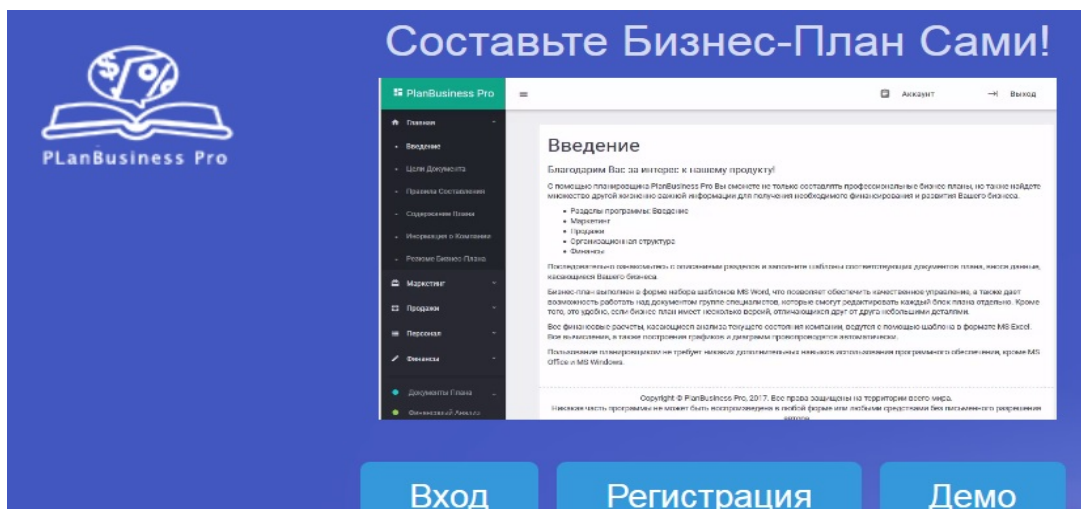 Составьте Бизнес-План Сами!
$ √ %
PLanBusiness Pro
PlanBusiness Pro
Аккаунт
Выход
Главная
Введение
Цели Документа
Правила Составления
Содержание Плана
Инормация о Компании
Резюме Бизнес-Плана
Маркетинг
Продажи
Персонал
Финансы
Документы Плана
Финансовый Анализ
Введение
Благодарим Вас за интерес к нашему продукту!
С помощью планировщика PlanBusiness Pro Вы сможете не только составлять профессиональные бизнес планы, но также найдете
множество другой жизненно важной информации для получения необходимого финансирования и развития Вашего бизнеса.
Разделы программы: Введение
Маркетинг
Продажи
Организационная структура
Финансы
Последовательно ознакомьтесь с описаниями разделов и заполните шаблоны соответствующих документов плана, внося данные,
касающиеся Вашего бизнеса.
Бизнес-план выполнен в форме набора шаблонов MS Word, что позволяет обеспечить качественное управление, а также дает
возможность работать над документом группе специалистов, которые смогут редактировать каждый блок плана отдельно. Кроме
того, это удобно, если бизнес план имеет несколько версий, отличающихся друг от друга небольшими деталями.
Все финансовые расчеты, касающиеся анализа текущего состояния компании, ведутся с помощью шаблона в формате MS Excel.
Все вычисления, а также построения графиков и диаграмм производятся автоматически.
Пользование планировщиком не требует никаких дополнительных навыков использования программного обеспечения, кроме MS
Office и MS Windows.
Copyright © PlanBusiness Pro, 2017. Все права защищены на территории всего мира.
Никакая часть программы не может быть воспроизведена в любой форме или любыми средствами без письменного разрешения
автора
Вход
Регистрация
Демо